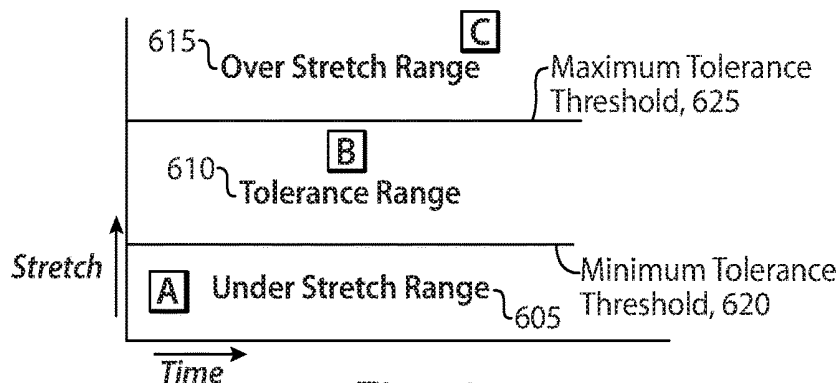 C
615
Over Stretch Range
Maximum Tolerance
Threshold, 625
B
610
Tolerance Range
Stretch
A
Under Stretch Range
605
Minimum Tolerance
Threshold, 620
Time